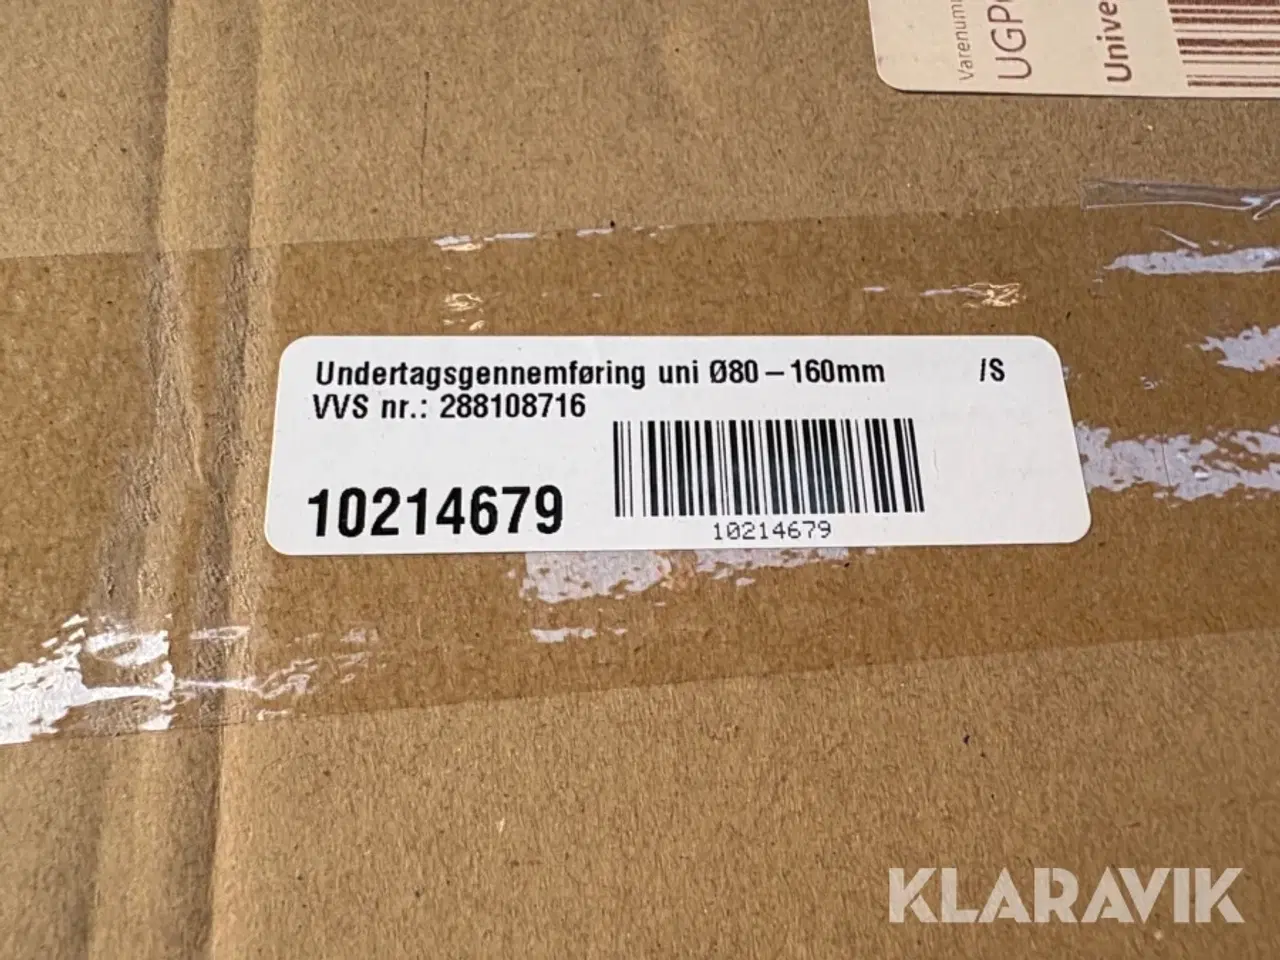 Varenum
UGP
Unive
Undertagsgennemføring uni Ø80 – 160mm /S
VVS nr.: 288108716
10214679
10214679
KLARAVIK